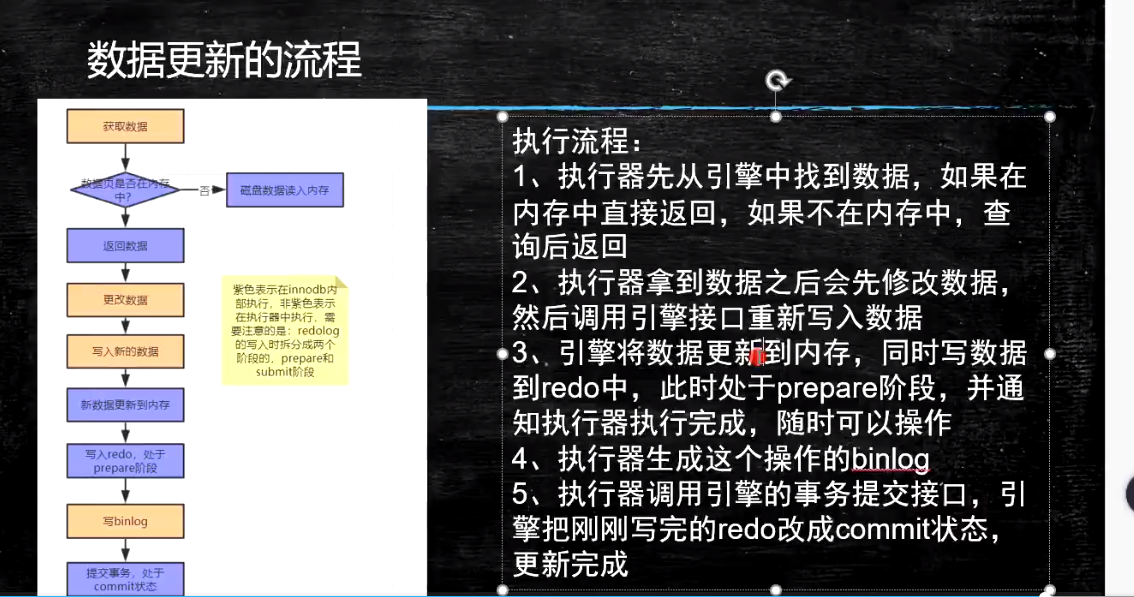 数据更新的流程
获取数据
数据页是否在内存
中?
否
磁盘数据读入内存
返回数据
更改数据
写入新的数据
新数据更新到内存
写入redo，处于
prepare阶段
写binlog
提交事务，处于
commit状态
紫色表示在innodb内
部执行，非紫色表示
在执行器中执行，需
要注意的是：redolog
的写入时拆分成两个
阶段的，prepare和
submit阶段
执行流程：
1、执行器先从引擎中找到数据，如果在
内存中直接返回，如果不在内存中，查
询后返回
2、执行器拿到数据之后会先修改数据，
然后调用引擎接口重新写入数据
3、引擎将数据更新到内存，同时写数据
到redo中，此时处于prepare阶段，并通
知执行器执行完成，随时可以操作
4、执行器生成这个操作的binlog
5、执行器调用引擎的事务提交接口，引
擎把刚刚写完的redo改成commit状态，
更新完成